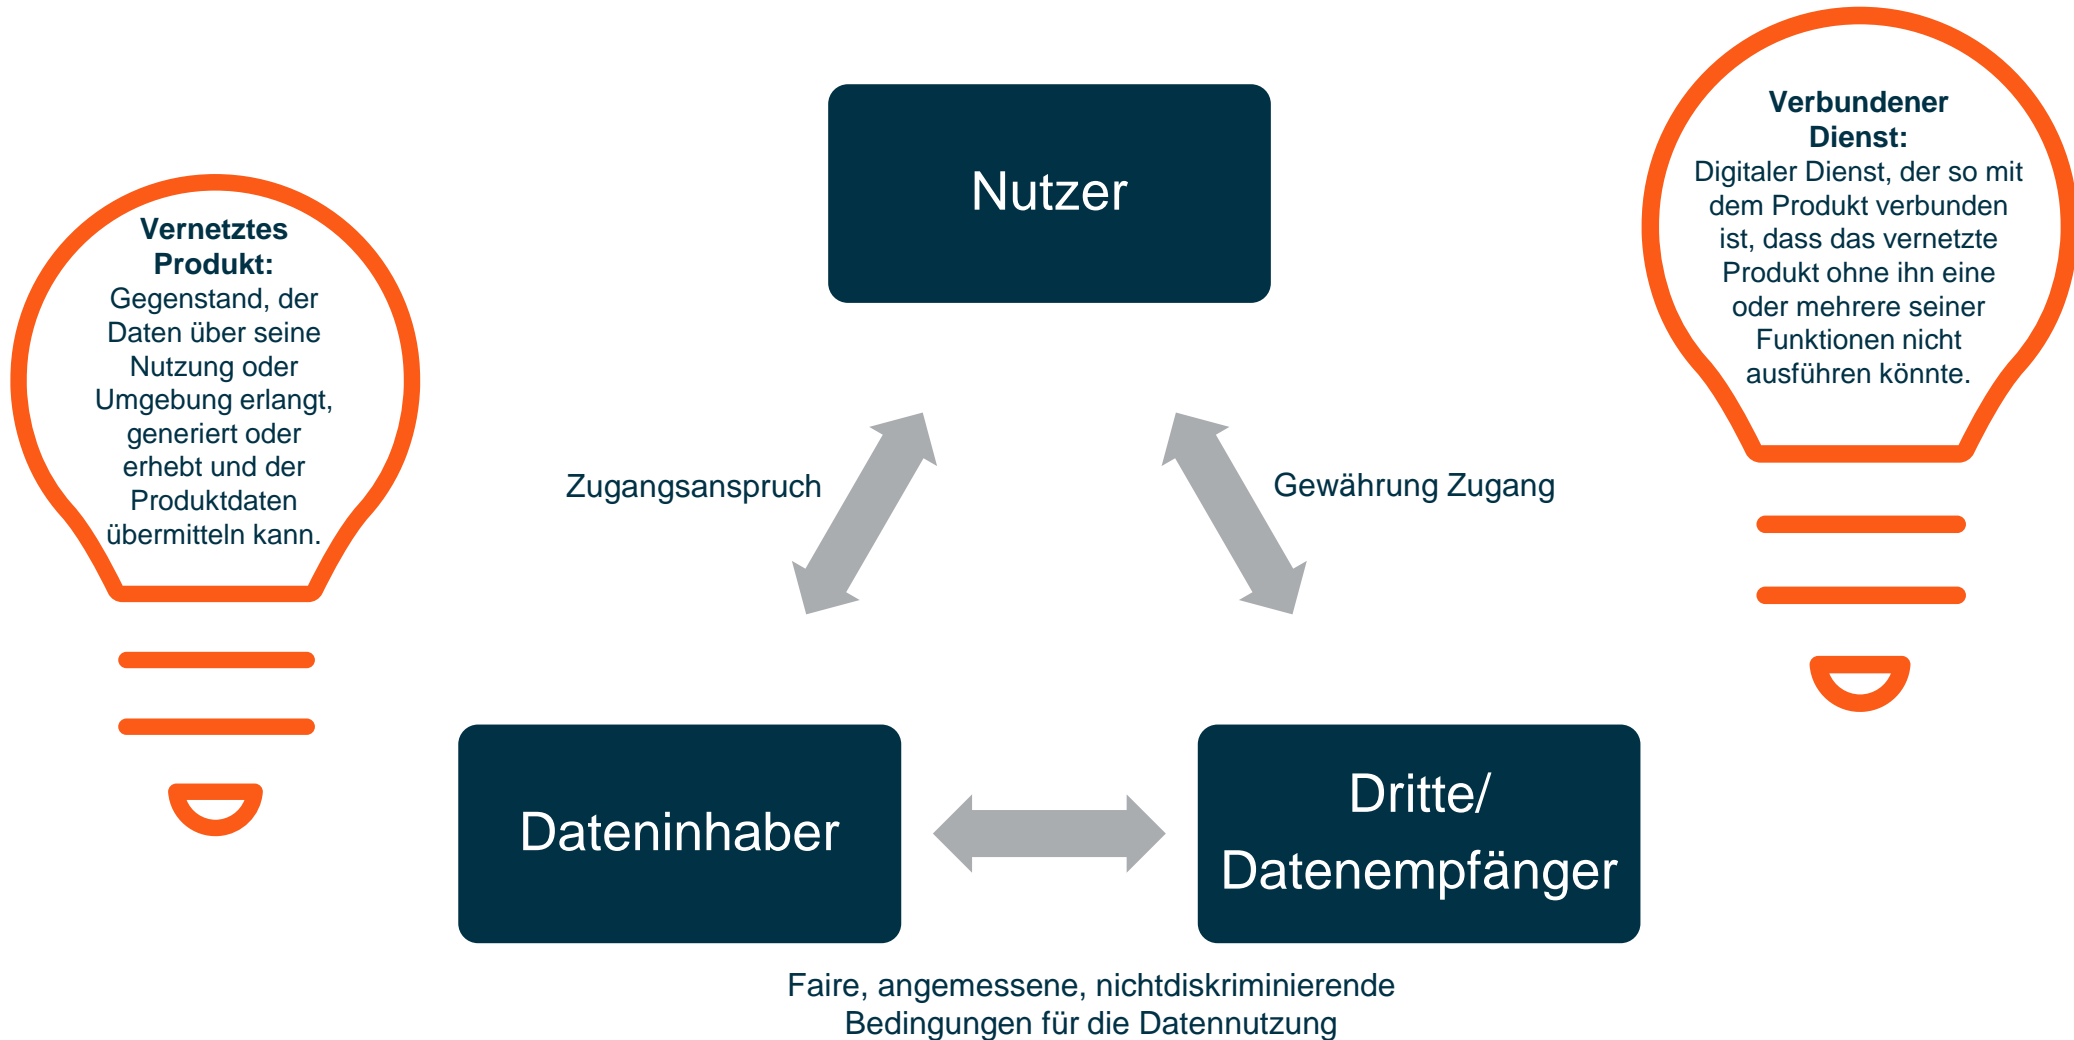 Vernetztes
Produkt:
Gegenstand, der
Daten über seine
Nutzung oder
Umgebung erlangt,
generiert oder
erhebt und der
Produktdaten
übermitteln kann.
Nutzer
Verbundener
Dienst:
Digitaler Dienst, der so mit
dem Produkt verbunden
ist, dass das vernetzte
Produkt ohne ihn eine
oder mehrere seiner
Funktionen nicht
ausführen könnte.
Zugangsanspruch
Gewährung Zugang
Dateninhaber
Dritte/
Datenempfänger
Faire, angemessene, nichtdiskriminierende
Bedingungen für die Datennutzung